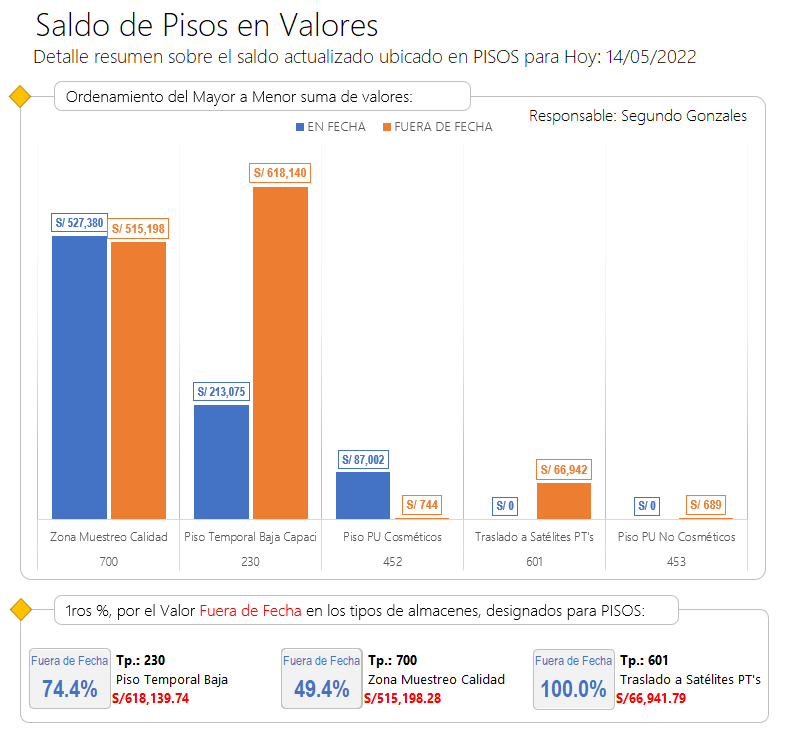 Saldo de Pisos en Valores
Detalle resumen sobre el saldo actualizado ubicado en PISOS para Hoy: 14/05/2022
Ordenamiento del Mayor a Menor suma de valores:
Responsable: Segundo Gonzales
EN FECHA FUERA DE FECHA
S/ 618,140
S/ 527,380
S/ 515,198
S/ 213,075
S/ 87,002
S/ 66,942
S/ 744
S/ 0
S/ 0
S/ 689
Zona Muestreo Calidad Piso Temporal Baja Capaci Piso PU Cosméticos Traslado a Satélites PT's Piso PU No Cosméticos
700 230 452 601 453
1ros %, por el Valor Fuera de Fecha en los tipos de almacenes, designados para PISOS:
Fuera de Fecha
74.4%
Tp.: 230
Piso Temporal Baja
S/618,139.74
Fuera de Fecha
49.4%
Tp.: 700
Zona Muestreo Calidad
S/515,198.28
Fuera de Fecha
100.0%
Tp.: 601
Traslado a Satélites PT's
S/66,941.79